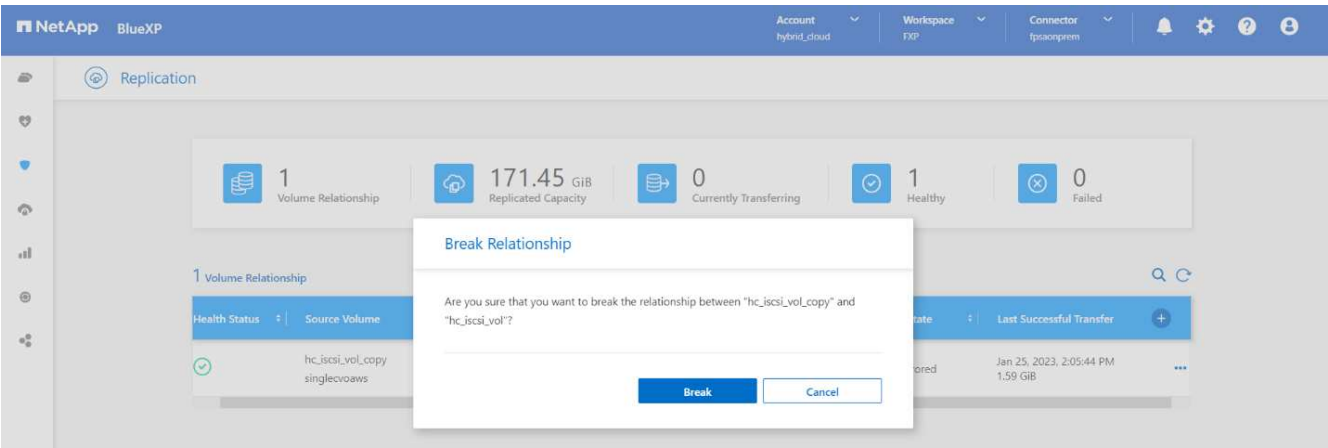 NetApp BlueXP
Account
hybrid_cloud
Workspace
FXP
Connector
fpsaonprem
Replication
1
Volume Relationship
171.45 GiB
Replicated Capacity
0
Currently Transferring
1
Healthy
0
Failed
Break Relationship
Are you sure that you want to break the relationship between "hc_iscsi_vol_copy" and
"hc_iscsi_vol"?
Break Cancel
1 Volume Relationship
Health Status Source Volume tate Last Successful Transfer
hc_iscsi_vol_copy
singlecvoaws
rored
Jan 25, 2023, 2:05:44 PM
1.59 GiB